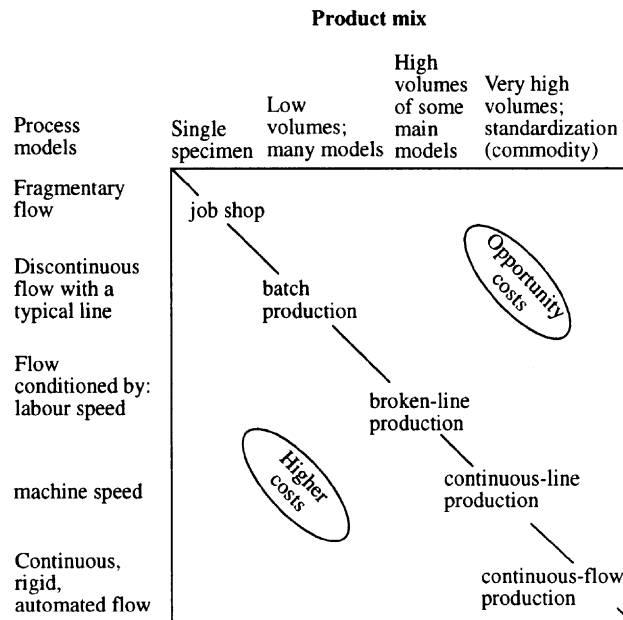 Product mix
Process
models
Single
specimen
Low
volumes;
many models
High
volumes
of some
main
models
Very high
volumes;
standardization
(commodity)
Fragmentary
flow
job shop
Opportunity
costs
Discontinuous
flow with a
typical line
batch
production
Flow
conditioned by:
labour speed
broken-line
production
Higher
costs
machine speed
continuous-line
production
Continuous,
rigid,
automated flow
continuous-flow
production